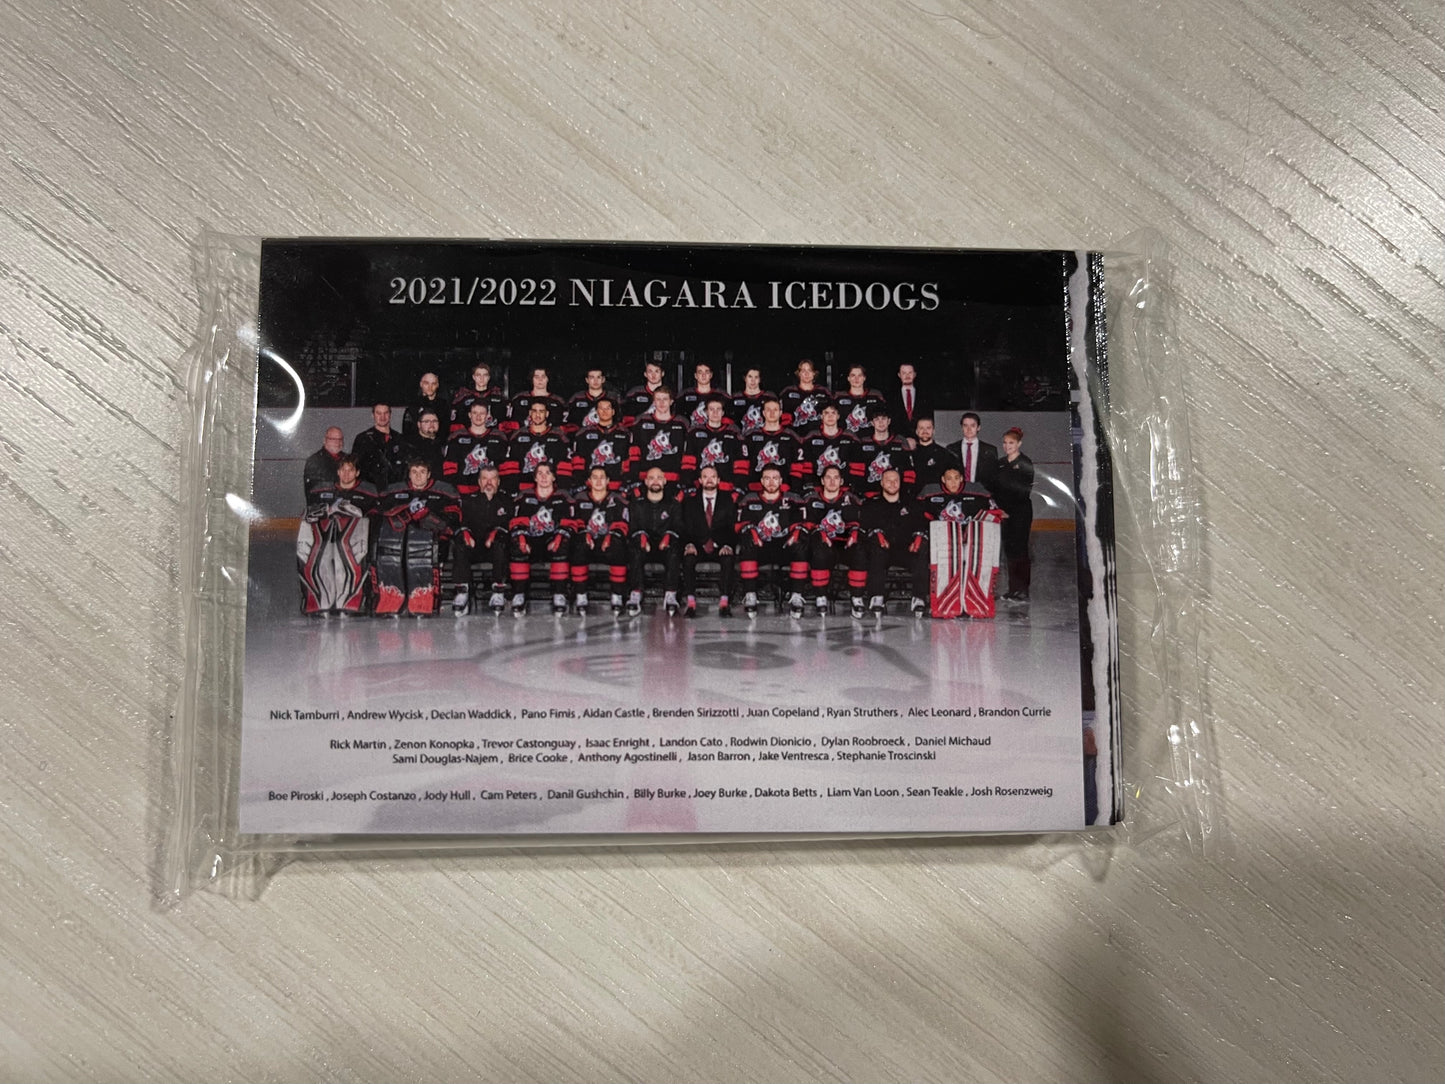 2021/2022 NIAGARA ICEDOGS
Nick Tamburri , Andrew Wycisk , Declan Waddick , Pano Fimis , Aidan Castle , Brenden Sirizzotti , Juan Copeland , Ryan Struthers , Alec Leonard , Brandon Currie
Rick Martin , Zenon Konopka , Trevor Castonguay , Isaac Enright , Landon Cato , Rodwin Dionicio , Dylan Roobroeck , Daniel Michaud
Sami Douglas-Najem , Brice Cooke , Anthony Agostinelli , Jason Barron , Jake Ventresca , Stephanie Troscinski
Boe Piroski , Joseph Costanzo , Jody Hull , Cam Peters , Danil Gushchin , Billy Burke , Joey Burke , Dakota Betts , Liam Van Loon , Sean Teakle , Josh Rosenzweig